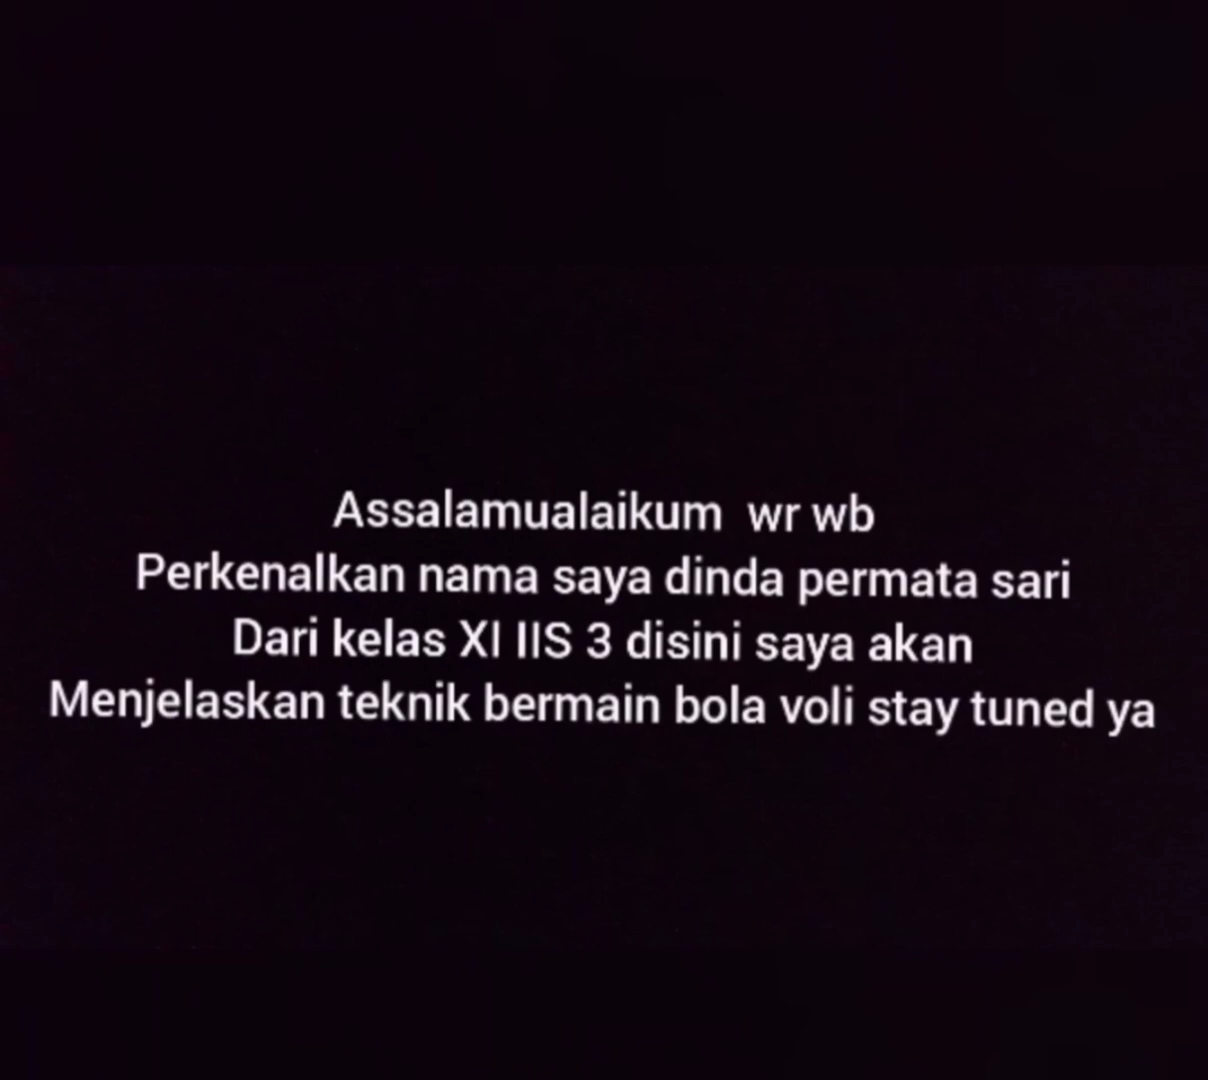 Assalamualaikum wr wb
Perkenalkan nama saya dinda permata sari
Dari kelas XI IIS 3 disini saya akan
Menjelaskan teknik bermain bola voli stay tuned ya